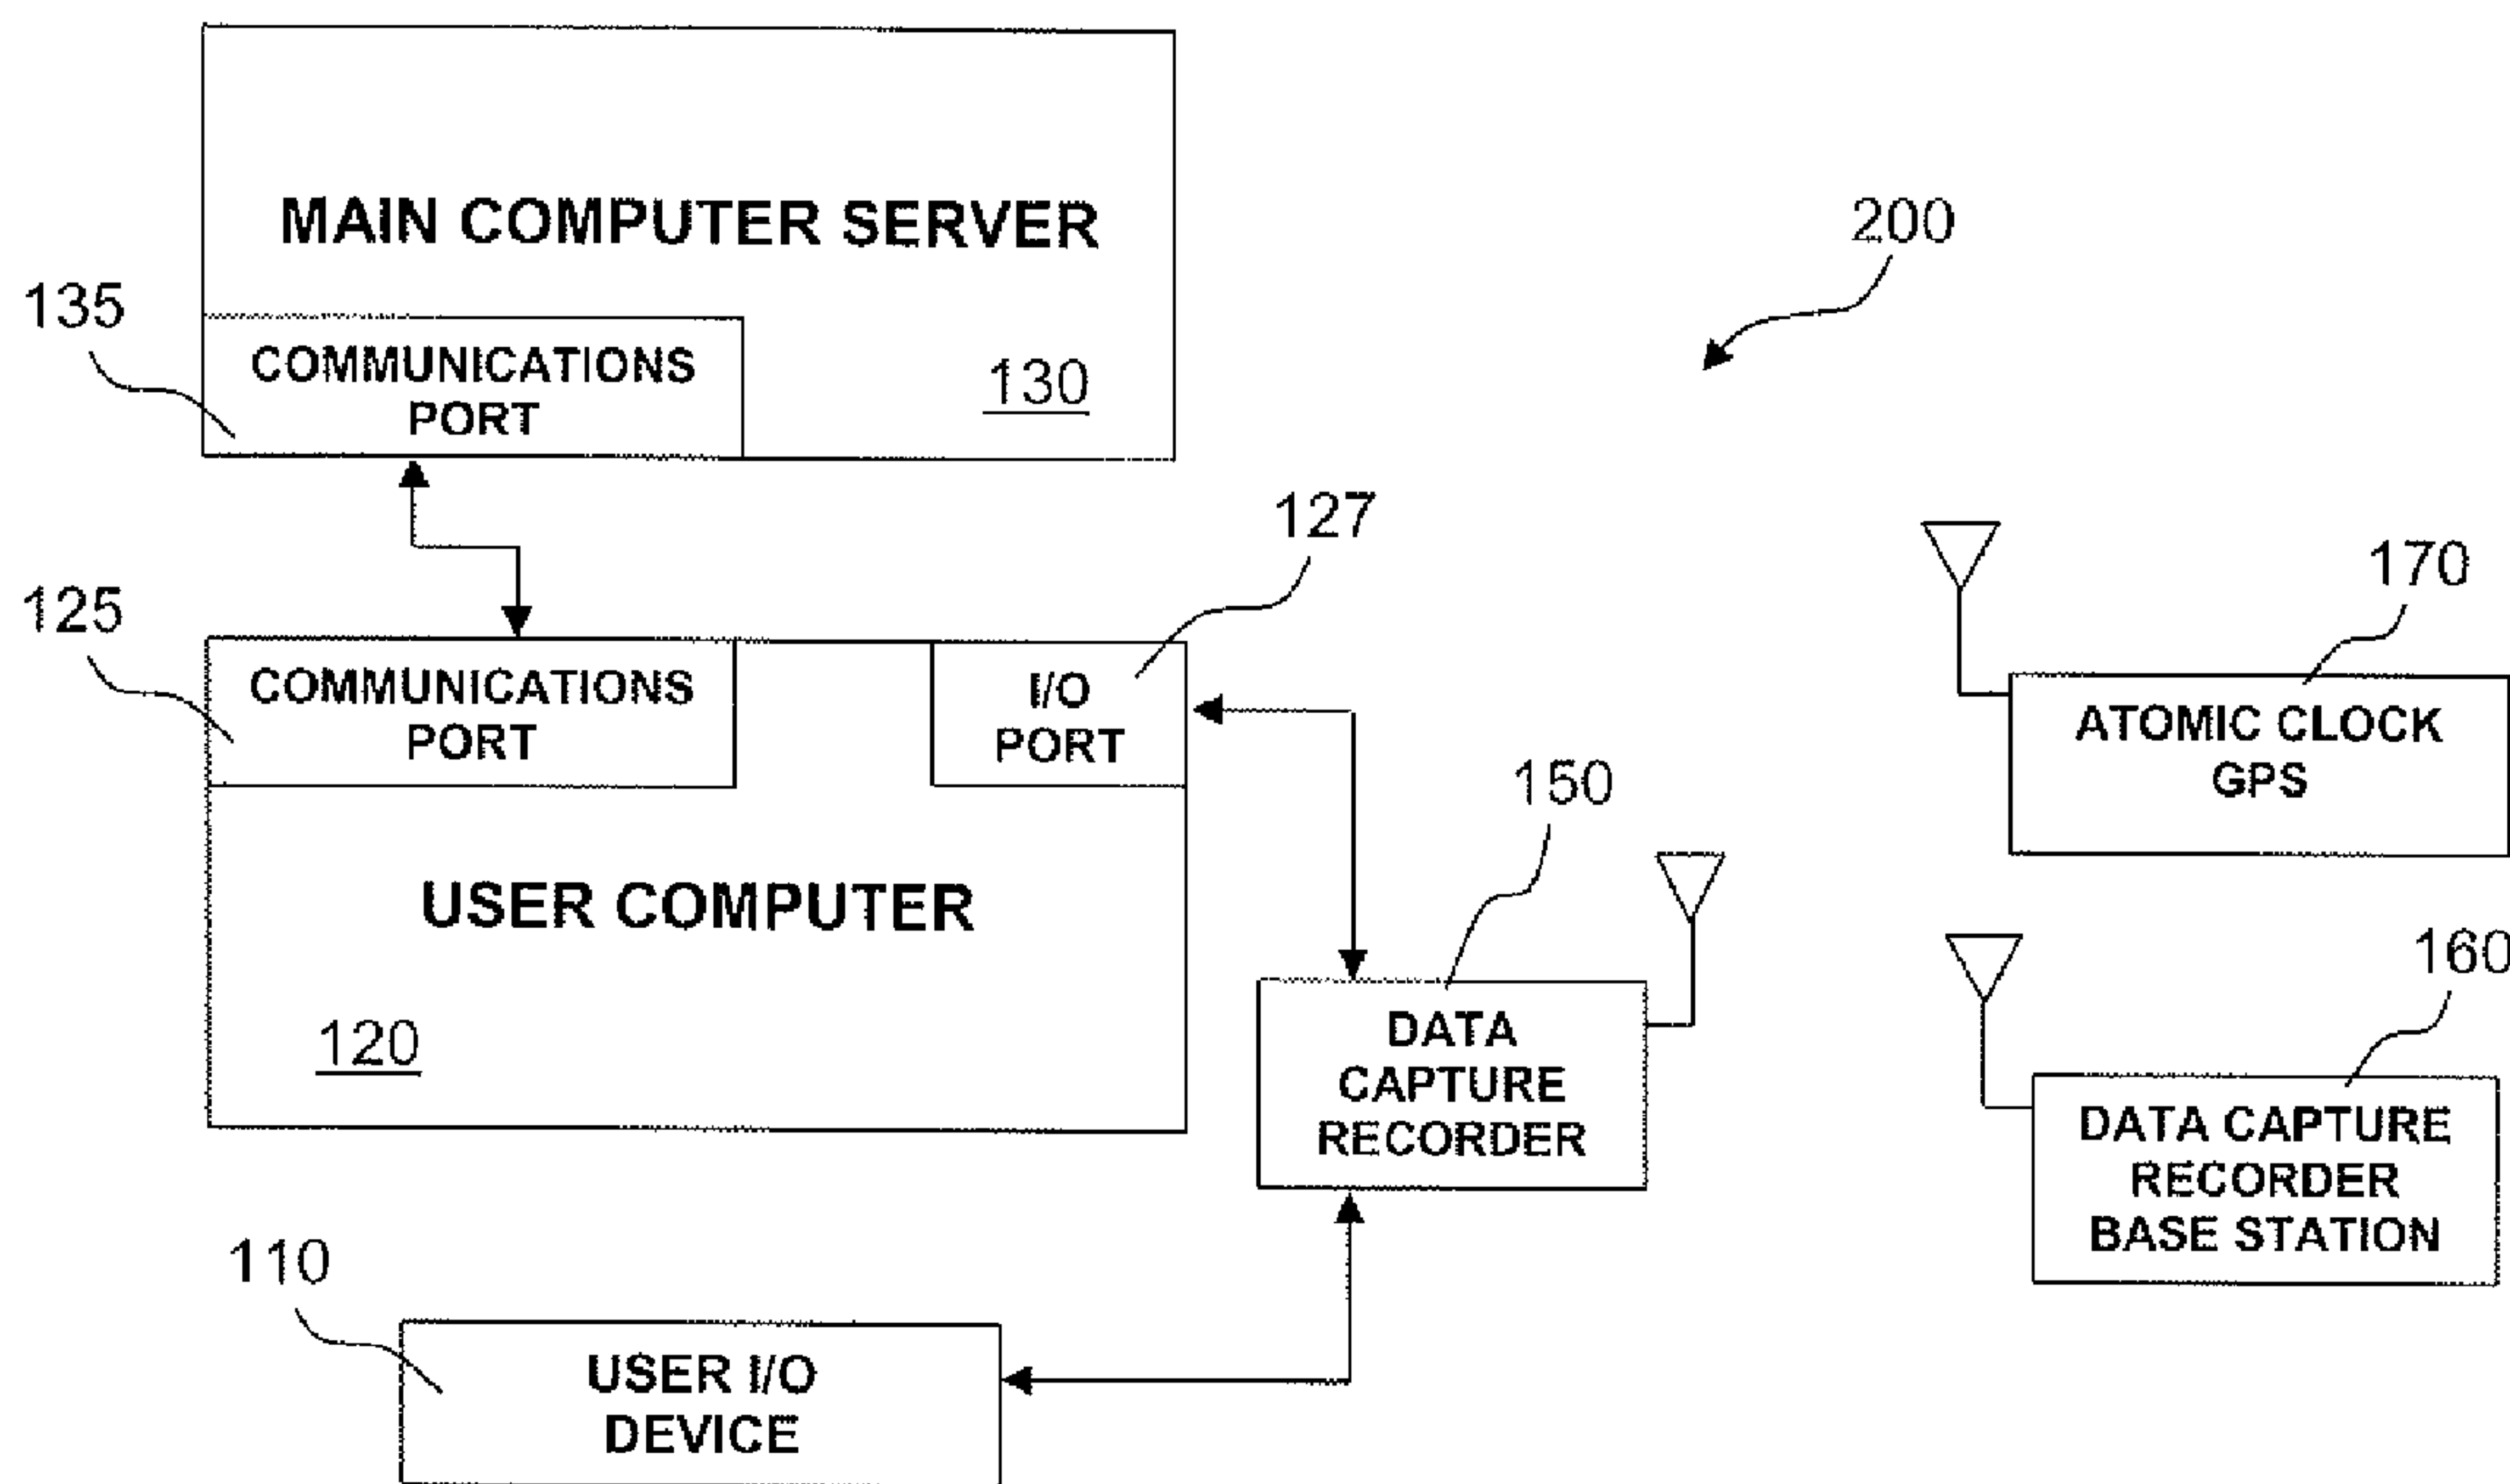 MAIN COMPUTER SERVER
200
135
COMMUNICATIONS
PORT
130
127
170
125
COMMUNICATIONS
PORT
I/O
PORT
ATOMIC CLOCK
GPS
150
USER COMPUTER
160
120
DATA
CAPTURE
RECORDER
DATA CAPTURE
RECORDER
BASE STATION
110
USER I/O
DEVICE